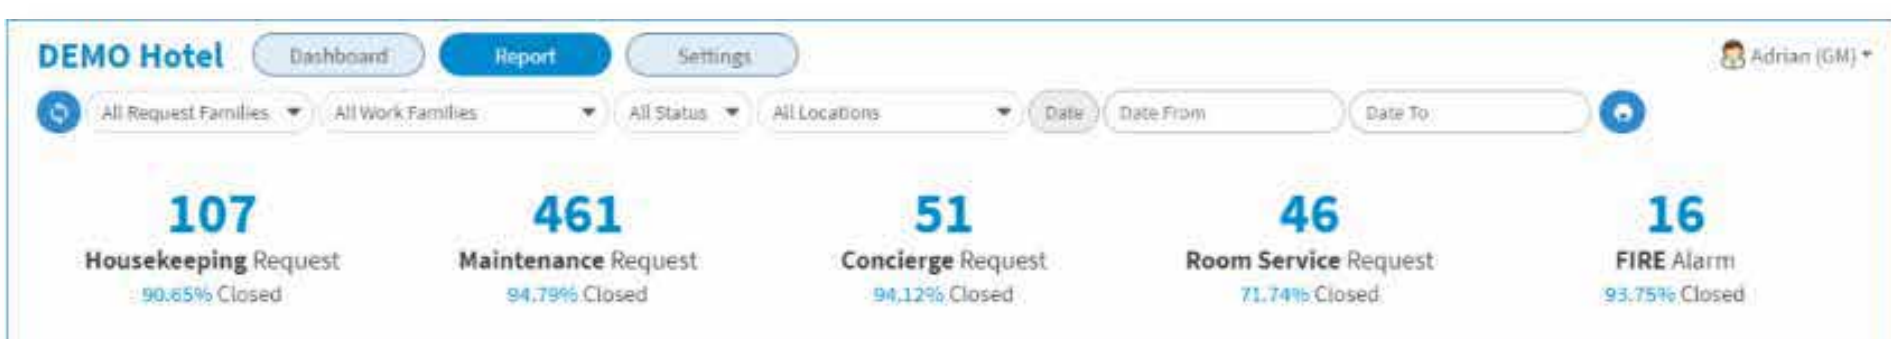 DEMO Hotel Dashboard Report Settings Adrian (GM)
All Request Families All Work Families All Status All Locations Date Date From Date To
107 461 51 46 16
Housekeeping Request Maintenance Request Concierge Request Room Service Request FIRE Alarm
90.65% Closed 94.79% Closed 94.12% Closed 71.74% Closed 93.75% Closed